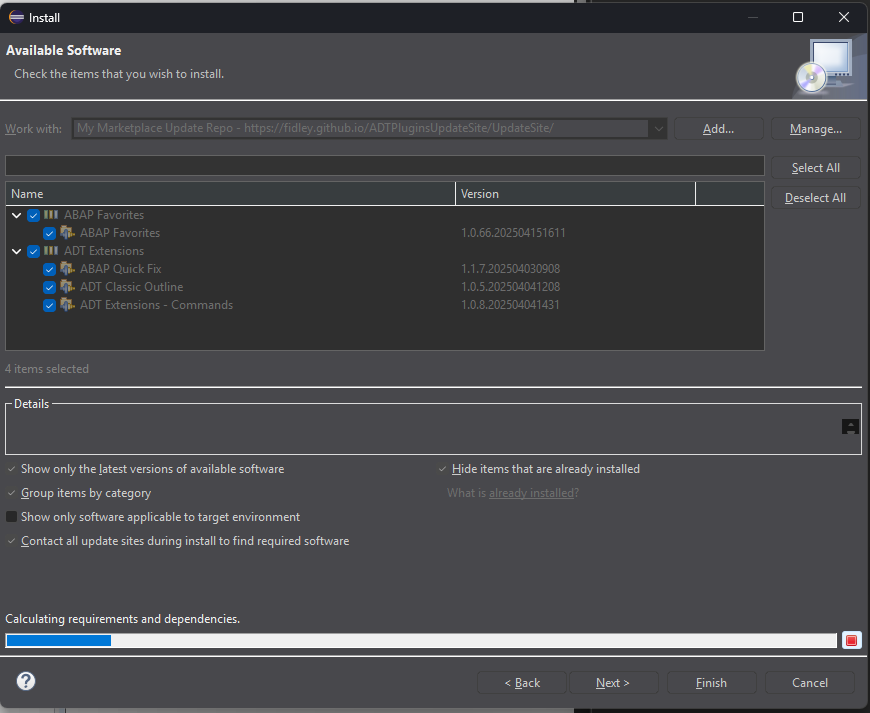 Install
Available Software
Check the items that you wish to install.
Work with: My Marketplace Update Repo - https://fidley.github.io/ADTPluginsUpdateSite/UpdateSite/ Add... Manage...
Select All
Name Version
Deselect All
ABAP Favorites
ABAP Favorites 1.0.66.202504151611
ADT Extensions
ABAP Quick Fix 1.1.7.202504030908
ADT Classic Outline 1.0.5.202504041208
ADT Extensions - Commands 1.0.8.202504041431
4 items selected
Details
Show only the latest versions of available software Hide items that are already installed
Group items by category What is already installed?
Show only software applicable to target environment
Contact all update sites during install to find required software
Calculating requirements and dependencies.
? < Back Next > Finish Cancel